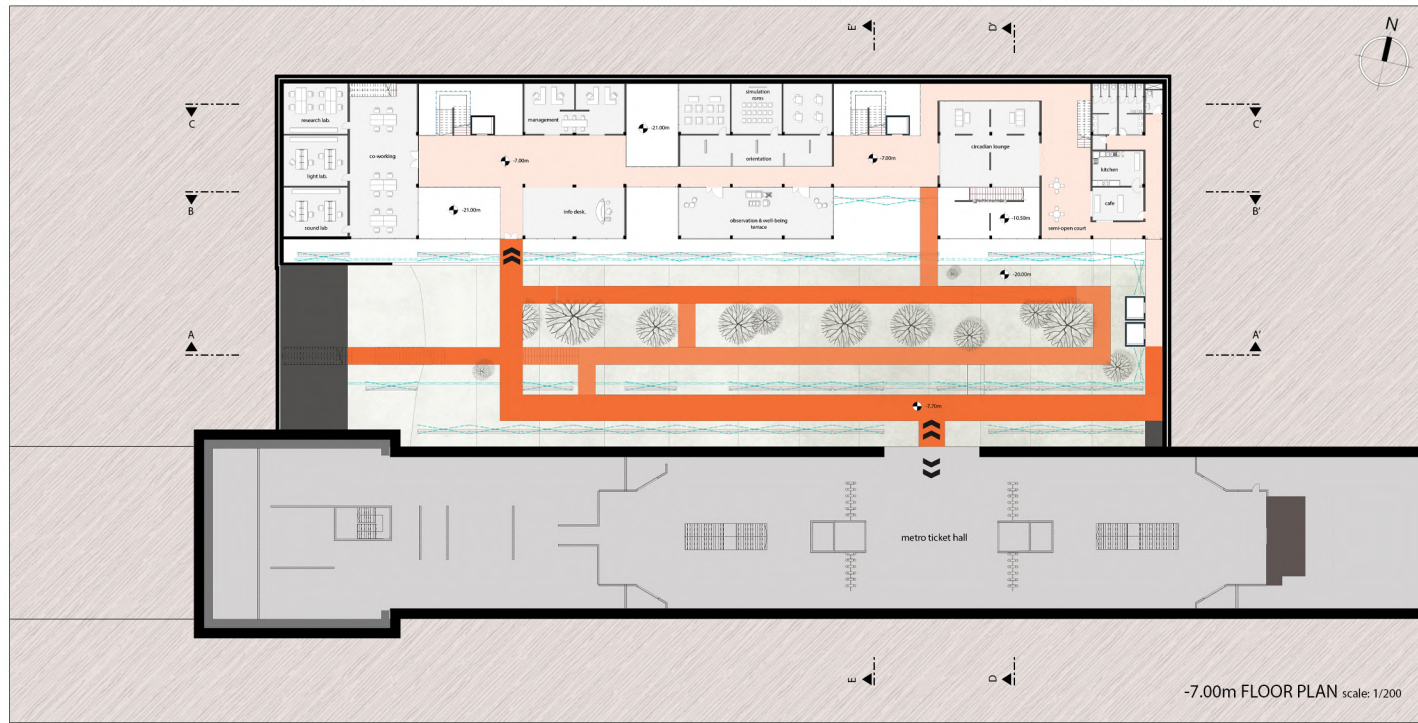 E'
D'
N
C
C'
research lab.
management
simulation
roms
-21.00m
co-working
-7.00m
orientation
-7.00m
circadian lounge
light lab.
kitchen
B
B'
-21.00m
info desk.
observation & well-being
terrace
-10.50m
cafe
sound lab
semi-open court
-20.00m
A
A'
-7.70m
metro ticket hall
E
D
-7.00m FLOOR PLAN scale: 1/200